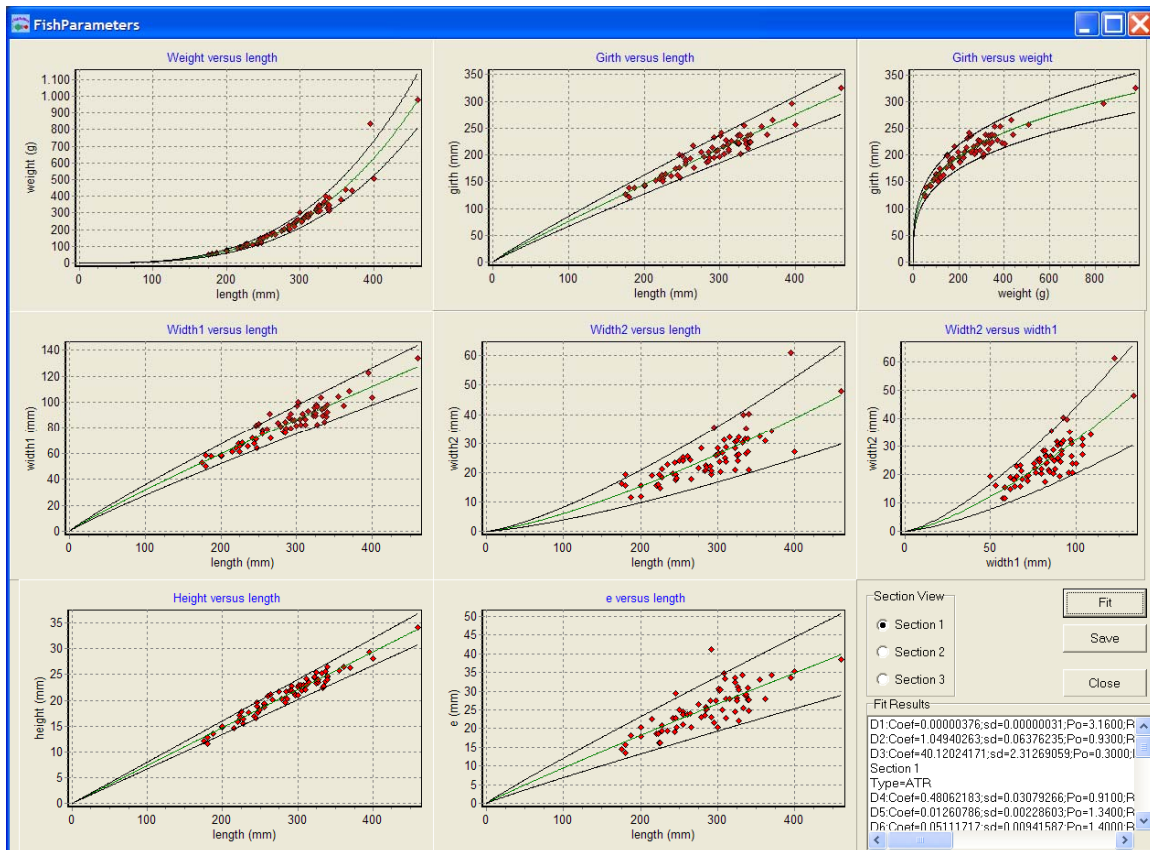 FishParameters
Weight versus length
1.100
1.000
900
800
700
600
500
400
300
200
100
0
weight (g)
0 100 200 300 400
length (mm)
Girth versus length
350
300
250
200
150
100
50
0
girth (mm)
0 100 200 300 400
length (mm)
Girth versus weight
350
300
250
200
150
100
50
0
girth (mm)
0 200 400 600 800
weight (g)
Width1 versus length
140
120
100
80
60
40
20
0
width1 (mm)
0 100 200 300 400
length (mm)
Width2 versus length
60
50
40
30
20
10
0
width2 (mm)
0 100 200 300 400
length (mm)
Width2 versus width1
60
50
40
30
20
10
0
width2 (mm)
0 50 100
width1 (mm)
Height versus length
35
30
25
20
15
10
5
0
height (mm)
0 100 200 300 400
length (mm)
e versus length
50
45
40
35
30
25
20
15
10
5
0
e (mm)
0 100 200 300 400
length (mm)
Section View
Section 1
Section 2
Section 3
Fit
Save
Close
Fit Results
D1:Coef=0.00000376;sd=0.00000031;Po=3.1600;R
D2:Coef=1.04940263;sd=0.06376235;Po=0.9300;R
D3:Coef=40.12024171;sd=2.31269059;Po=0.3000;
Section 1
Type=ATR
D4:Coef=0.48062183;sd=0.03079266;Po=0.9100;R
D5:Coef=0.01260786;sd=0.00228603;Po=1.3400;R
D6:Coef=0.05111717;sd=0.00941587;Po=1.4000;R